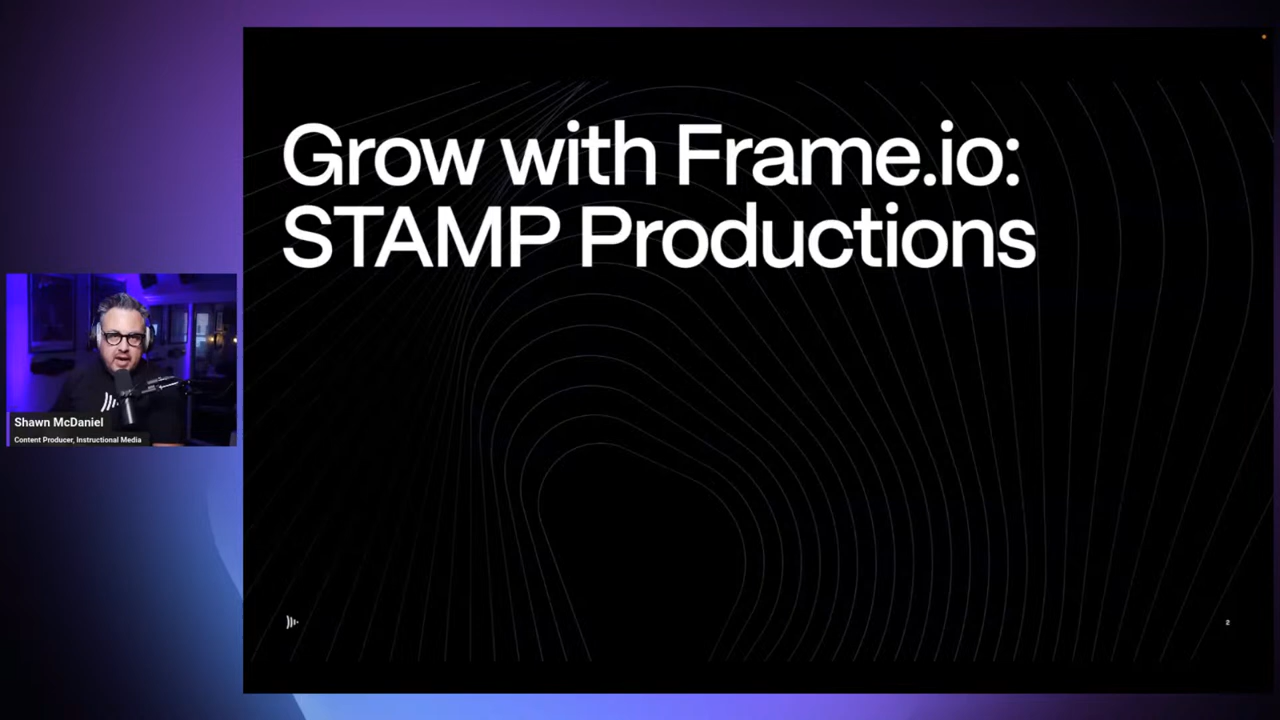 Grow with Frame.io:
STAMP Productions
Shawn McDaniel
Content Producer, Instructional Media
2